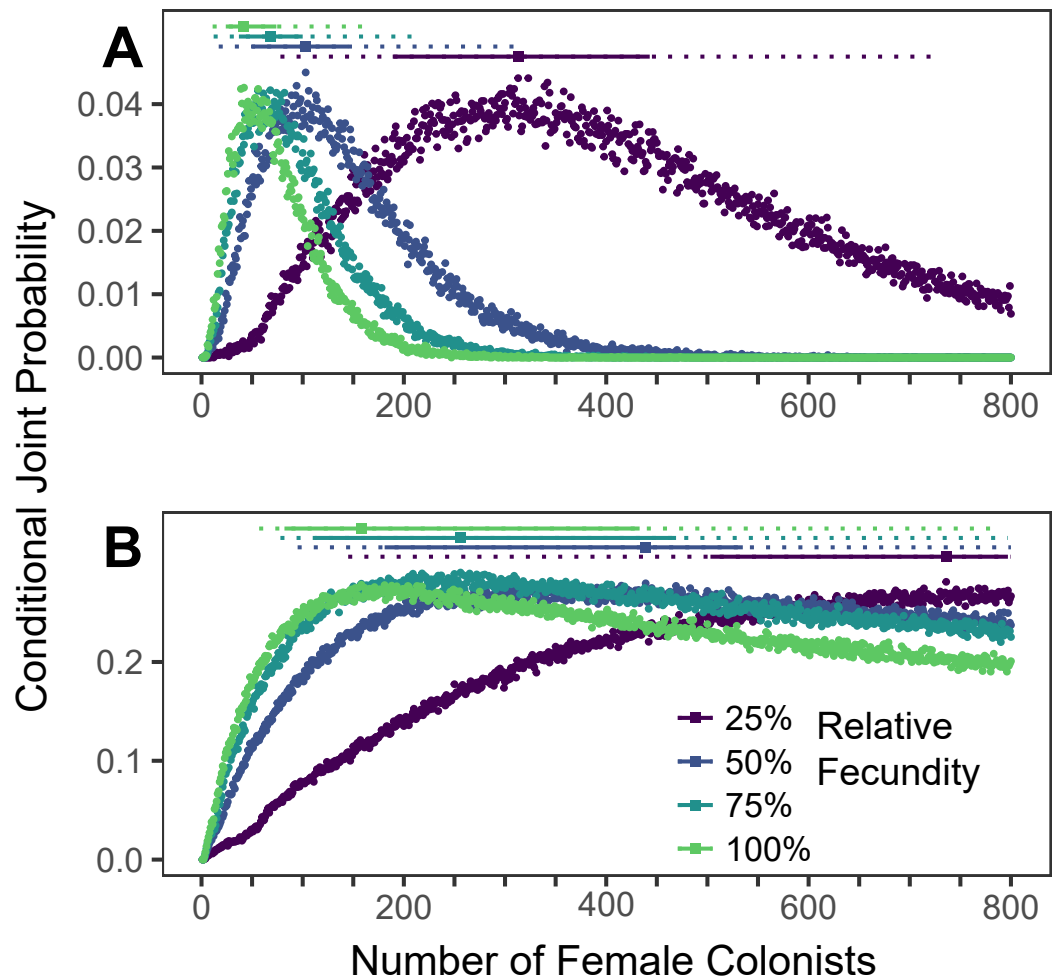 A
0.04
0.03
0.02
0.01
0.00
0 200 400 600 800
Conditional Joint Probability
B
0.2
0.1
0.0
25%
50%
75%
100%
Relative
Fecundity
0 200 400 600 800
Number of Female Colonists